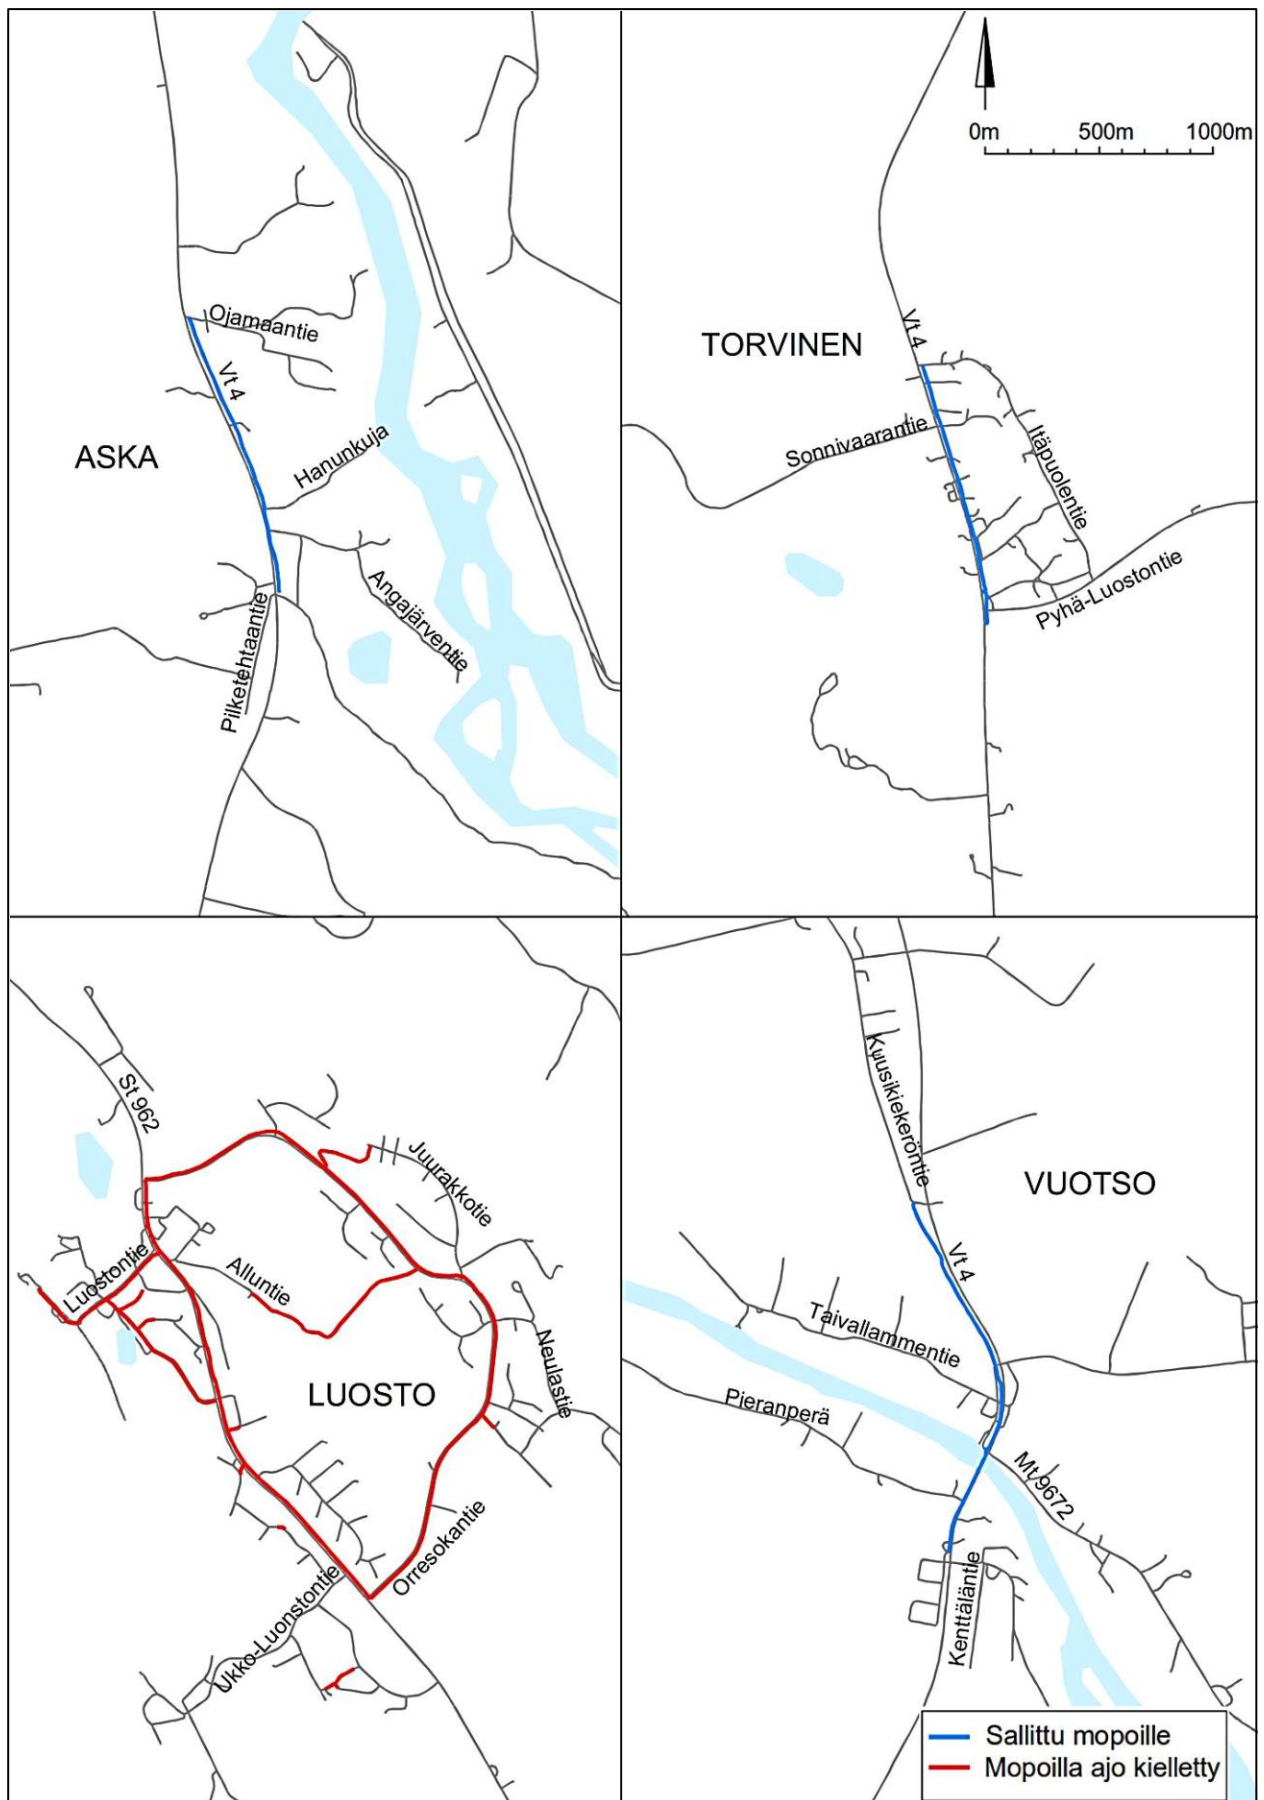 Ojamaantie
Vt 4
ASKA
Hanunkuja
Angajärventie
Pilketehtaantie
0m 500m 1000m
Vt 4
TORVINEN
Sonnivaarantie
Itäpuolentie
Pyhä-Luostontie
St 962
Juurakkotie
Luostontie
Alluntie
LUOSTO
Neulastie
Orresokantie
Ukko-Luonstontie
Kuusikiekeröntie
VUOTSO
Vt 4
Taivallammentie
Pieranperä
Mt 9672
Kenttäläntie
Sallittu mopoille
Mopoilla ajo kielletty